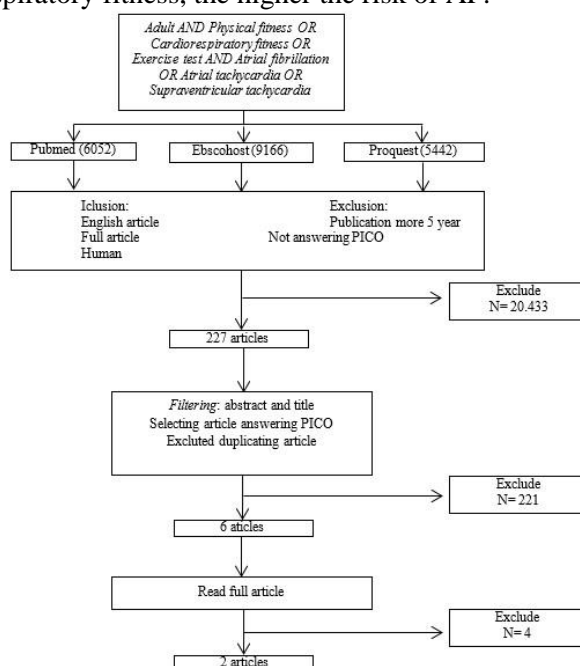 spiratory fitness, the higher the risk of AF?
Adult AND Physical fitness OR
Cardiorespiratory fitness OR
Exercise test AND Atrial fibrillation
OR Atrial tachycardia OR
Supraventricular tachycardia
Pubmed (6052)
Ebscohost (9166)
Proquest (5442)
Iclusion:
English article
Full article
Human
Exclusion:
Publication more 5 year
Not answering PICO
Exclude
N= 20.433
227 articles
Filtering: abstract and title
Selecting article answering PICO
Excluted duplicating article
Exclude
N= 221
6 aticles
Read full article
Exclude
N= 4
2 articles